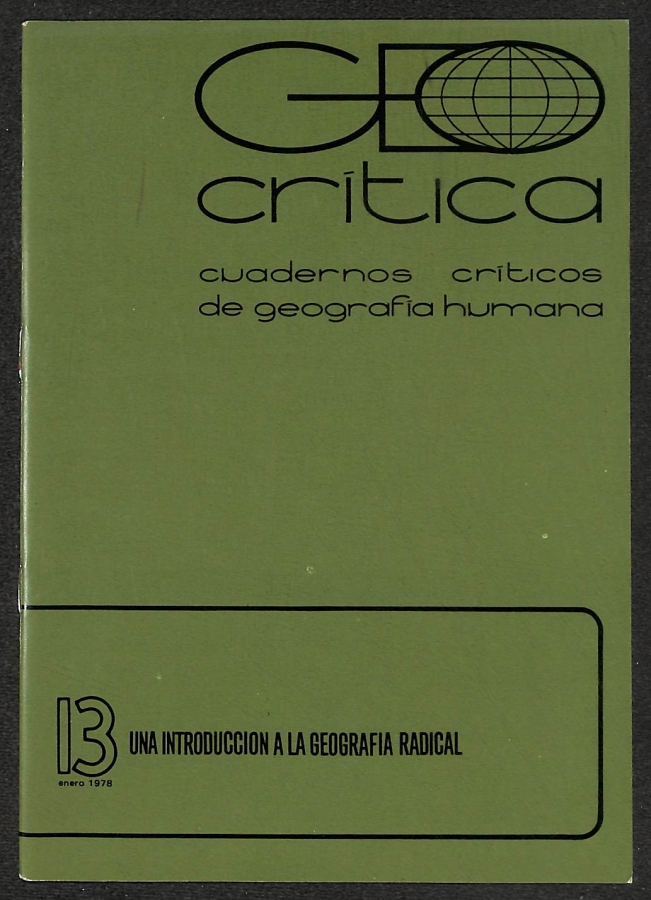 GEO
crítica
cuadernos críticos
de geografía humana
13 UNA INTRODUCCION A LA GEOGRAFIA RADICAL
enero 1978